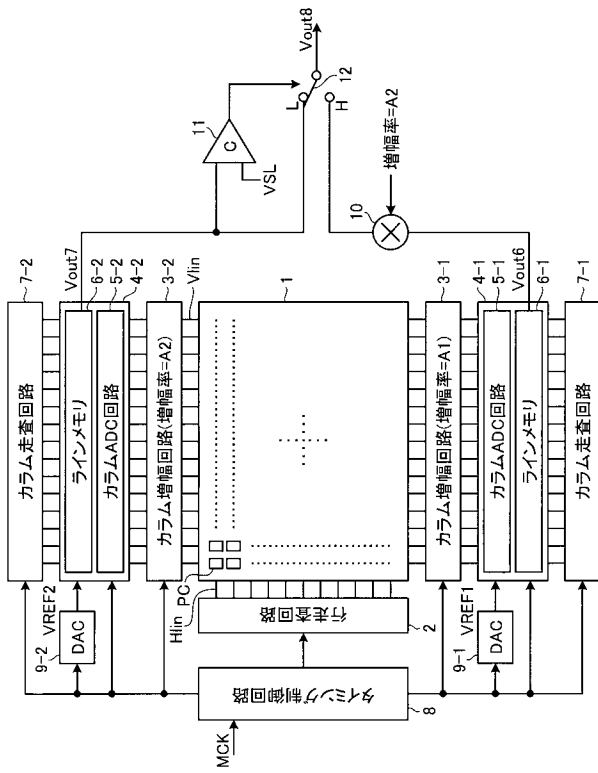 7-2
カラム走査回路
Vout7
6-2
ラインメモリ
5-2
カラムADC回路
4-2
3-2
カラム増幅回路(増幅率=A2)
Vlin
VREF2
DAC
9-2
Hlin
PC
1
行走査回路
2
タイミング制御回路
8
MCK
3-1
カラム増幅回路(増幅率=A1)
4-1
5-1
カラムADC回路
Vout6
6-1
ラインメモリ
VREF1
DAC
9-1
7-1
カラム走査回路
11
C
VSL
L
H
12
Vout8
10
増幅率=A2